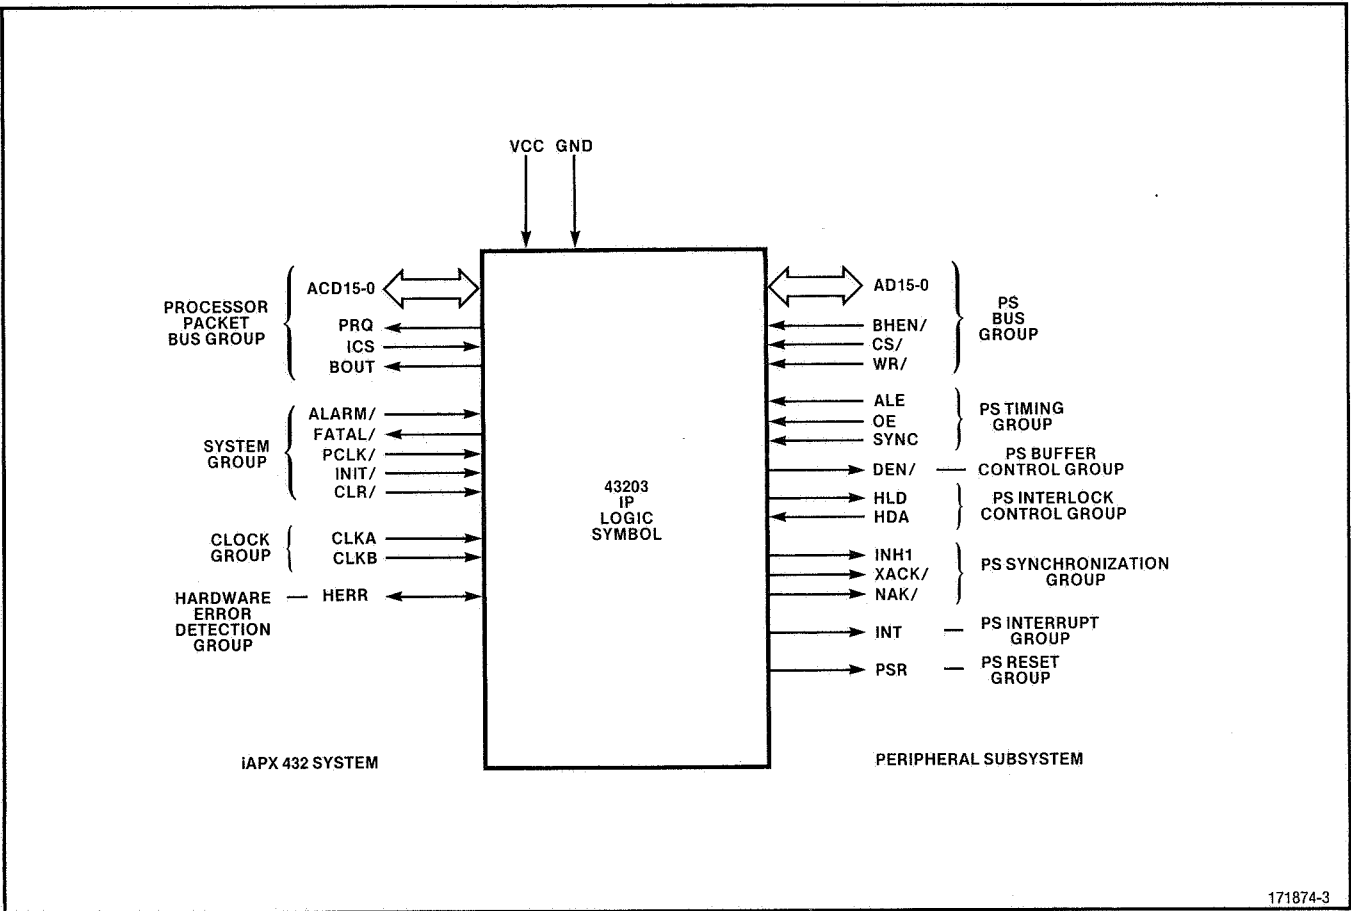 VCC GND
PROCESSOR
PACKET
BUS GROUP
ACD15-0
PRQ
ICS
BOUT
SYSTEM
GROUP
ALARM/
FATAL/
PCLK/
INIT/
CLR/
CLOCK
GROUP
CLKA
CLKB
HARDWARE
ERROR
DETECTION
GROUP
HERR
43203
IP
LOGIC
SYMBOL
AD15-0
BHEN/
CS/
WR/
PS
BUS
GROUP
ALE
OE
SYNC
PS TIMING
GROUP
DEN/
PS BUFFER
CONTROL GROUP
HLD
HDA
PS INTERLOCK
CONTROL GROUP
INH1
XACK/
NAK/
PS SYNCHRONIZATION
GROUP
INT
PS INTERRUPT
GROUP
PSR
PS RESET
GROUP
iAPX 432 SYSTEM
PERIPHERAL SUBSYSTEM
171874-3